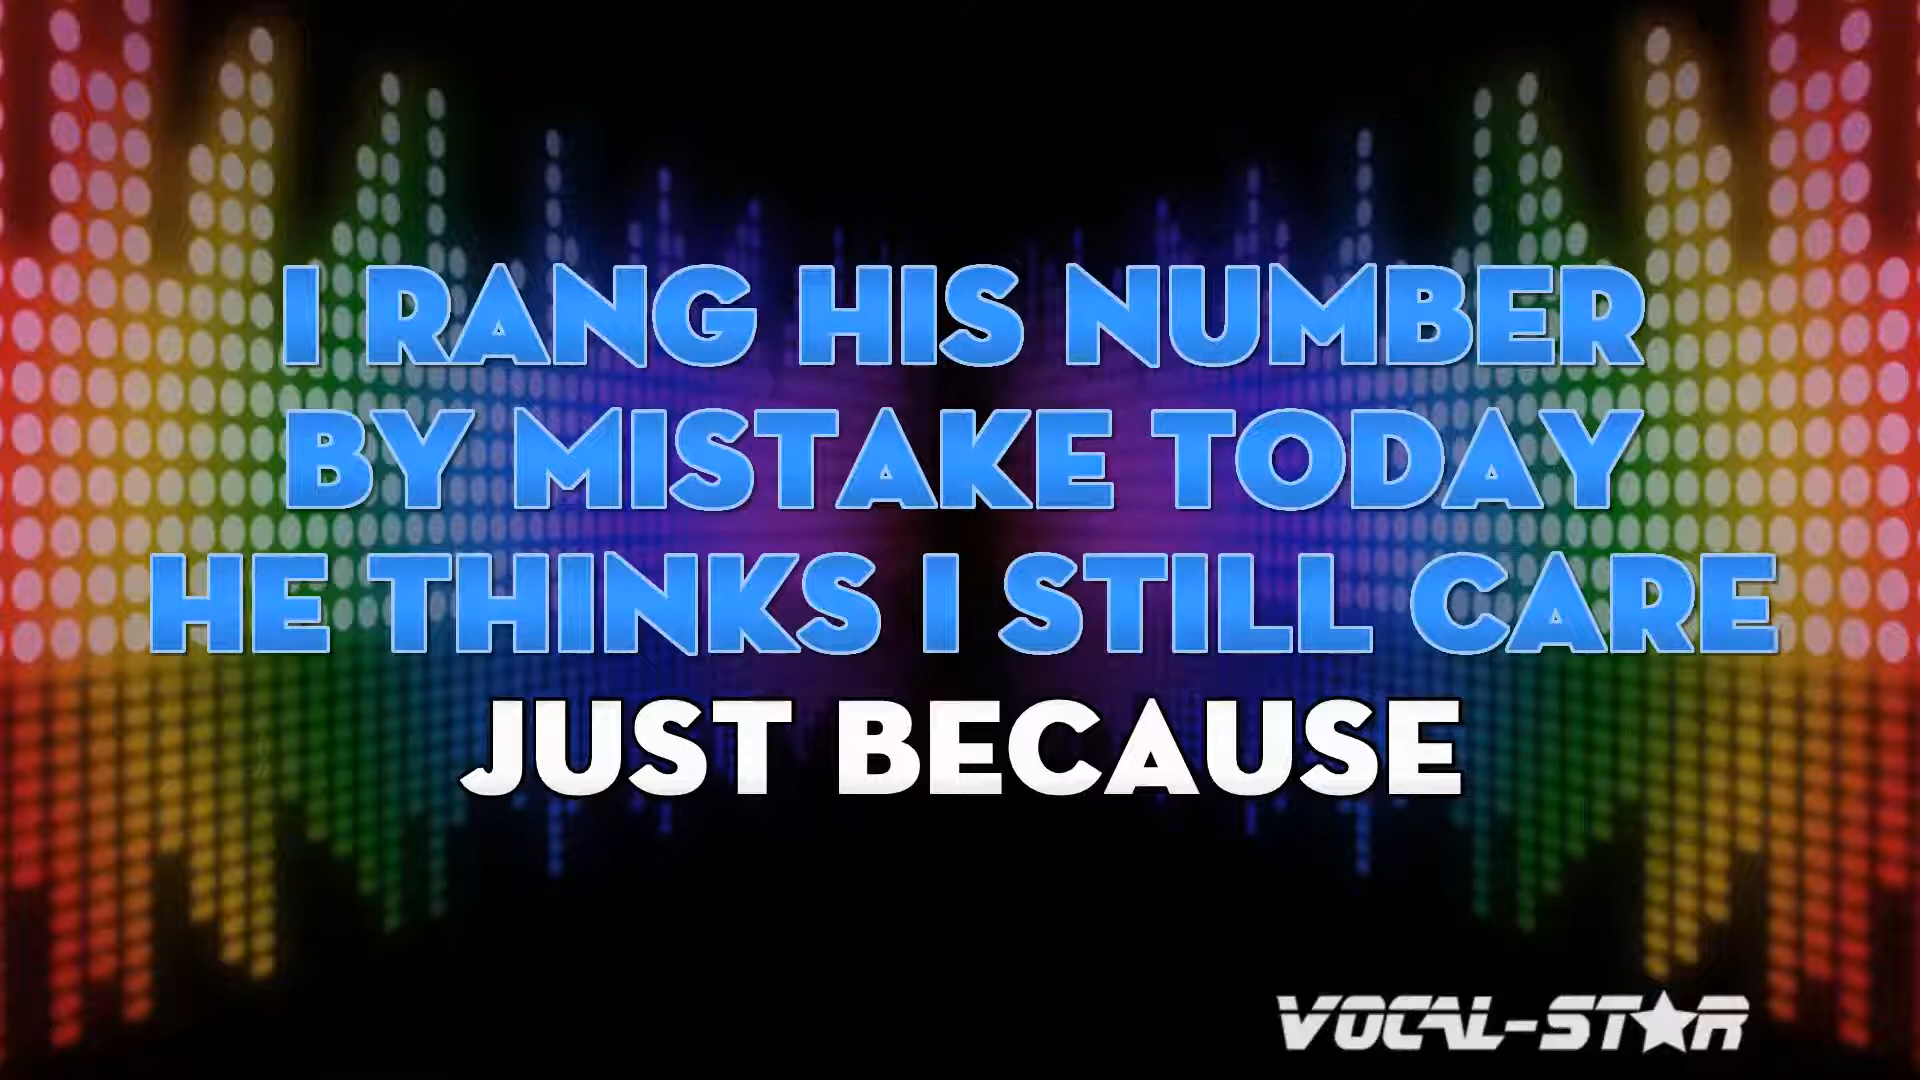 I RANG HIS NUMBER
BY MISTAKE TODAY
HE THINKS I STILL CARE
JUST BECAUSE
VOCAL-STAR